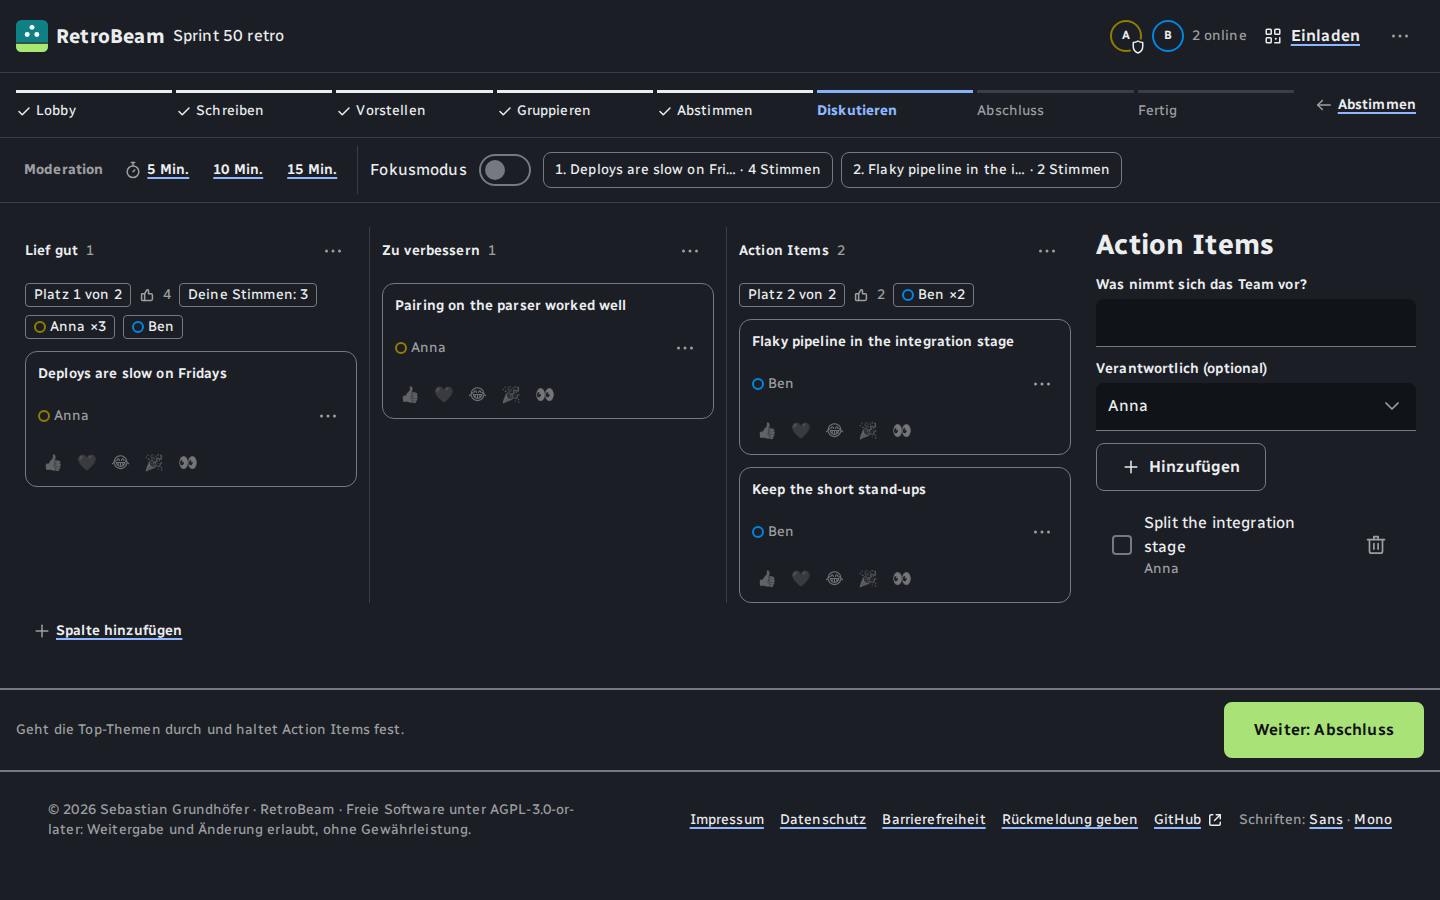 RetroBeam Sprint 50 retro
A B 2 online Einladen
Lobby Schreiben Vorstellen Gruppieren Abstimmen Diskutieren Abschluss Fertig Abstimmen
Moderation 5 Min. 10 Min. 15 Min. Fokusmodus 1. Deploys are slow on Fri... · 4 Stimmen 2. Flaky pipeline in the i... · 2 Stimmen
Lief gut 1
Platz 1 von 2 4 Deine Stimmen: 3
Anna ×3 Ben
Deploys are slow on Fridays
Anna
Zu verbessern 1
Pairing on the parser worked well
Anna
Action Items 2
Platz 2 von 2 2 Ben ×2
Flaky pipeline in the integration stage
Ben
Keep the short stand-ups
Ben
Action Items
Was nimmt sich das Team vor?
Verantwortlich (optional)
Anna
Hinzufügen
Split the integration
stage
Anna
Spalte hinzufügen
Geht die Top-Themen durch und haltet Action Items fest.
Weiter: Abschluss
© 2026 Sebastian Grundhöfer · RetroBeam · Freie Software unter AGPL-3.0-or-
later: Weitergabe und Änderung erlaubt, ohne Gewährleistung.
Impressum Datenschutz Barrierefreiheit Rückmeldung geben GitHub Schriften: Sans · Mono